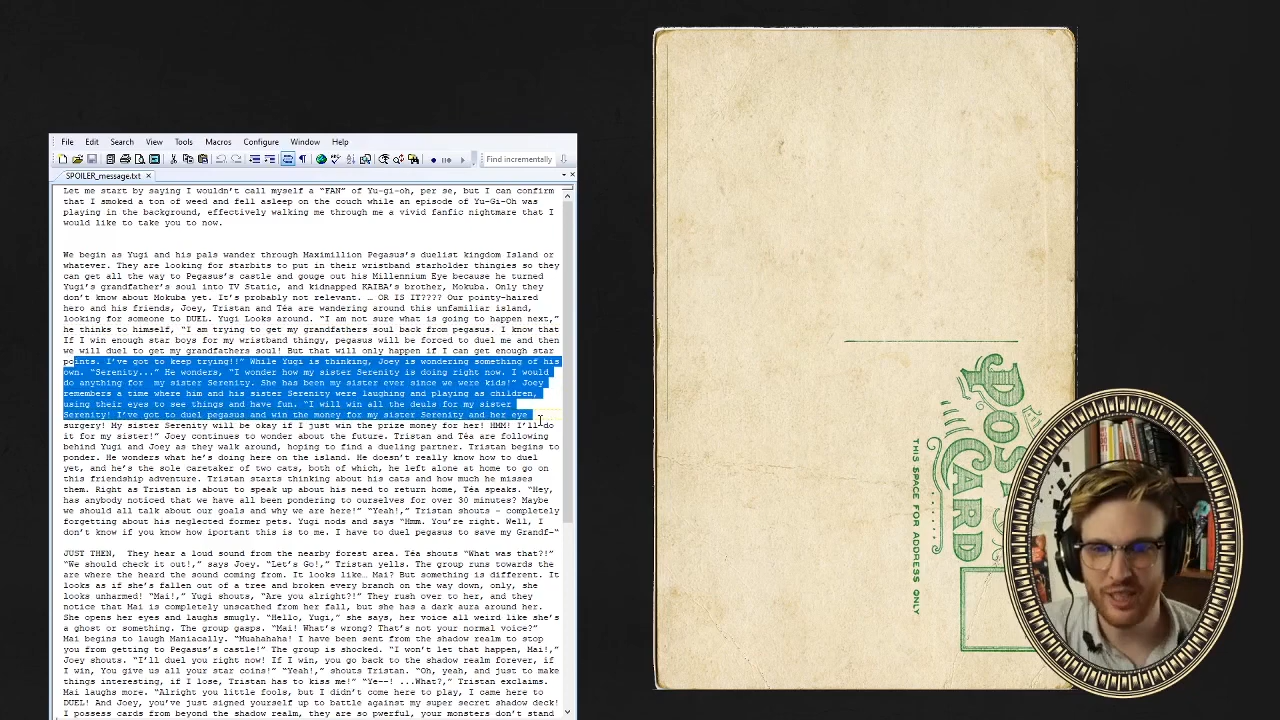 File Edit Search View Tools Macros Configure Window Help
Find incrementally
SPOILER_message.txt
Let me start by saying I wouldn't call myself a “FAN” of Yu-gi-oh, per se, but I can confirm
that I smoked a ton of weed and fell asleep on the couch while an episode of Yu-Gi-Oh was
playing in the background, effectively walking me through me a vivid fanfic nightmare that I
would like to take you to now.
We begin as Yugi and his pals wander through Maximillion Pegasus's duelist kingdom Island or
whatever. They are looking for starbits to put in their wristband starholder thingies so they
can get all the way to Pegasus's castle and gouge out his Millennium Eye because he turned
Yugi's grandfather's soul into TV Static, and kidnapped KAIBA's brother, Mokuba. Only they
don't know about Mokuba yet. It's probably not relevant. … OR IS IT???? Our pointy-haired
hero and his friends, Joey, Tristan and Téa are wandering around this unfamiliar island,
looking for someone to DUEL. Yugi Looks around. “I am not sure what is going to happen next,”
he thinks to himself, “I am trying to get my grandfathers soul back from pegasus. I know that
If I win enough star boys for my wristband thingy, pegasus will be forced to duel me and then
we will duel to get my grandfathers soul! But that will only happen if I can get enough star
points. I've got to keep trying!!” While Yugi is thinking, Joey is wondering something of his
own. “Serenity...” He wonders, “I wonder how my sister Serenity is doing right now. I would
do anything for  my sister Serenity. She has been my sister ever since we were kids!” Joey
remembers a time where him and his sister Serenity were laughing and playing as children,
using their eyes to see things and have fun. “I will win all the deuls for my sister
Serenity! I've got to duel pegasus and win the money for my sister Serenity and her eye
surgery! My sister Serenity will be okay if I just win the prize money for her! HMM! I'll do
it for my sister!” Joey continues to wonder about the future. Tristan and Téa are following
behind Yugi and Joey as they walk around, hoping to find a dueling partner. Tristan begins to
ponder. He wonders what he's doing here on the island. He doesn't really know how to duel
yet, and he's the sole caretaker of two cats, both of which, he left alone at home to go on
this friendship adventure. Tristan starts thinking about his cats and how much he misses
them. Right as Tristan is about to speak up about his need to return home, Téa speaks. “Hey,
has anybody noticed that we have all been pondering to ourselves for over 30 minutes? Maybe
we should all talk about our goals and why we are here!” “Yeah!,” Tristan shouts - completely
forgetting about his neglected former pets. Yugi nods and says “Hmm. You're right. Well, I
don't know if you know how iportant this is to me. I have to duel pegasus to save my Grandf—”
JUST THEN,  They hear a loud sound from the nearby forest area. Téa shouts “What was that?!”
“We should check it out!,” says Joey. “Let's Go!,” Tristan yells. The group runs towards the
are where the heard the sound coming from. It looks like… Mai? But something is different. It
looks as if she's fallen out of a tree and broken every branch on the way down, only, she
looks unharmed! “Mai!,” Yugi shouts, “Are you alright?!” They rush over to her, and they
notice that Mai is completely unscathed from her fall, but she has a dark aura around her.
She opens her eyes and laughs smugly. “Hello, Yugi,” she says, her voice all weird like she's
a ghost or something. The group gasps. “Mai! What's wrong? That's not your normal voice?”
Mai begins to laugh Maniacally. “Muahahaha! I have been sent from the shadow realm to stop
you from getting to Pegasus's castle!” The group is shocked. “I won't let that happen, Mai!,”
Joey shouts. “I'll duel you right now! If I win, you go back to the shadow realm forever, if
I win, You give us all your star coins!” “Yeah!,” shouts Tristan. “Oh, yeah, and just to make
things interesting, if I lose, Tristan has to kiss me!” “Ye--! ...What?,” Tristan exclaims.
Mai laughs more. “Alright you little fools, but I didn't come here to play, I came here to
DUEL! And Joey, you've just signed yourself up to battle against my super secret shadow deck!
I possess cards from beyond the shadow realm, they are so pwerful, your monsters don't stand
CARD
THIS SPACE FOR ADDRESS ONLY